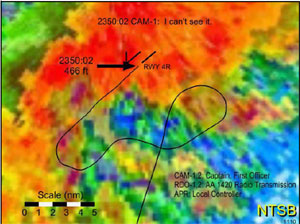 2350:02 CAM-1: I can't see it.
2350:02
466 ft
RWY 4R
CAM-1,2: Captain, First Officer
RDO-1,2: AA 1420 Radio Transmission
APR: Local Controller
Scale (nm)
0 1 2 3 4 5
NTSB